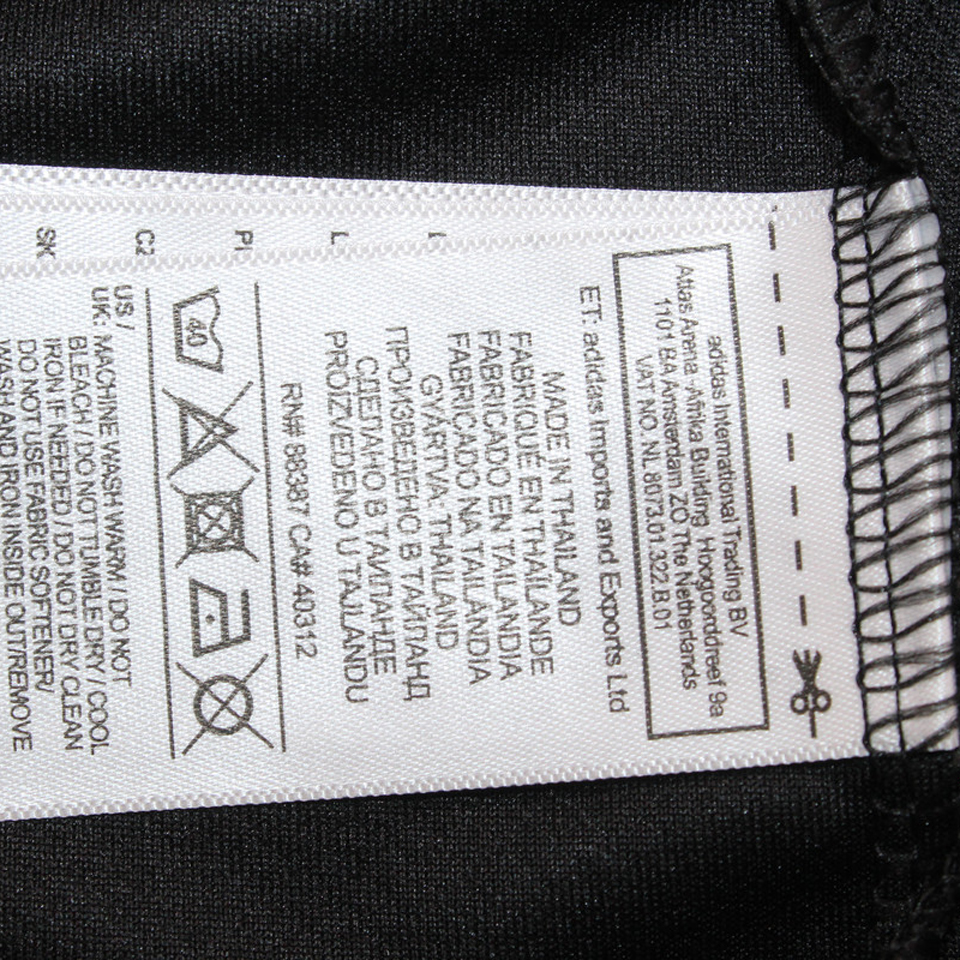 adidas International Trading BV
Atlas Arena -Afrika Building Hoogoordreef 9a
1101 BA Amsterdam ZO The Netherlands
VAT NO. NL 8073.01.322.B.01
ET: adidas Imports and Exports Ltd
MADE IN THAILAND
FABRIQUÉ EN THAÏLANDE
FABRICADO EN TAILANDIA
FABRICADO NA TAILÂNDIA
GYÁRTVA: THAILAND
ПРОИЗВЕДЕНО В ТАЙЛАНД
СДЕЛАНО В ТАИЛАНДЕ
PROIZVEDENO U TAJLANDU
RN# 88387 CA# 40312
40
US /
UK: MACHINE WASH WARM / DO NOT
BLEACH / DO NOT TUMBLE DRY / COOL
IRON IF NEEDED / DO NOT DRY CLEAN
DO NOT USE FABRIC SOFTENER/
WASH AND IRON INSIDE OUT/REMOVE
SK